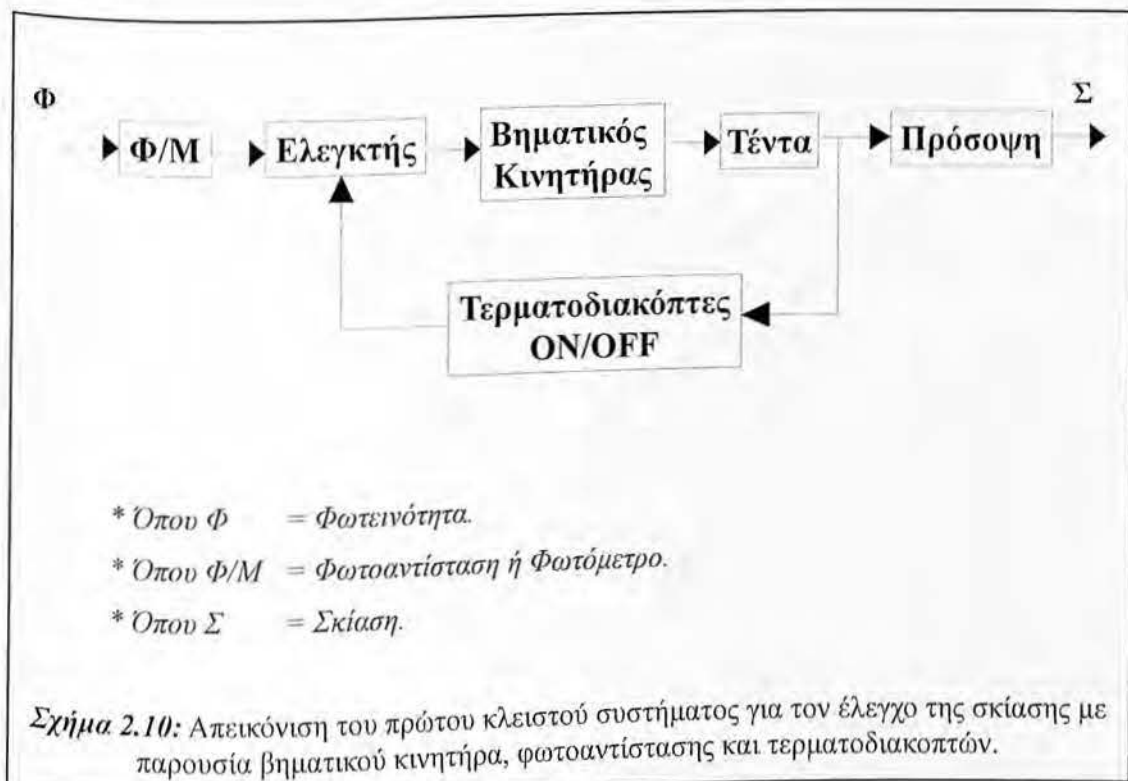 Φ
Σ
Φ/Μ
Ελεγκτής
Βηματικός
Κινητήρας
Τέντα
Πρόσοψη
Τερματοδιακόπτες
ON/OFF
* Όπου Φ = Φωτεινότητα.
* Όπου Φ/Μ = Φωτοαντίσταση ή Φωτόμετρο.
* Όπου Σ = Σκίαση.
Σχήμα 2.10: Απεικόνιση του πρώτου κλειστού συστήματος για τον έλεγχο της σκίασης με
παρουσία βηματικού κινητήρα, φωτοαντίστασης και τερματοδιακοπτών.